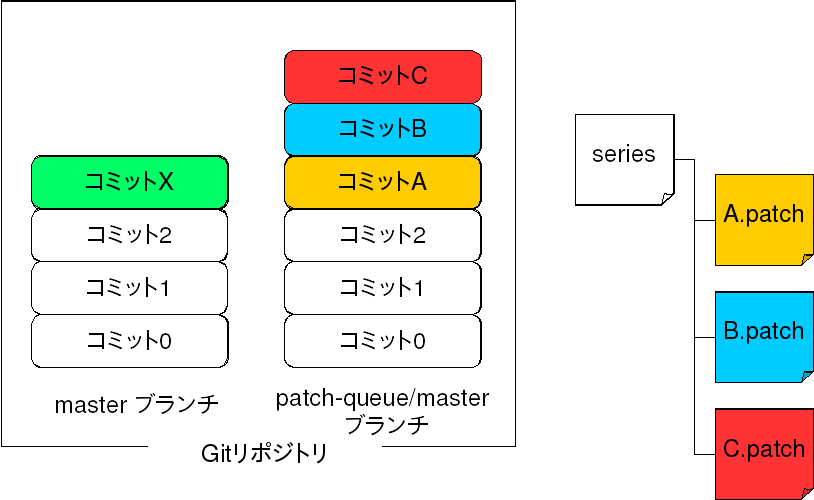 コミットX
コミット2
コミット1
コミット0
master ブランチ
コミットC
コミットB
コミットA
コミット2
コミット1
コミット0
patch-queue/master
ブランチ
Gitリポジトリ
series
A.patch
B.patch
C.patch